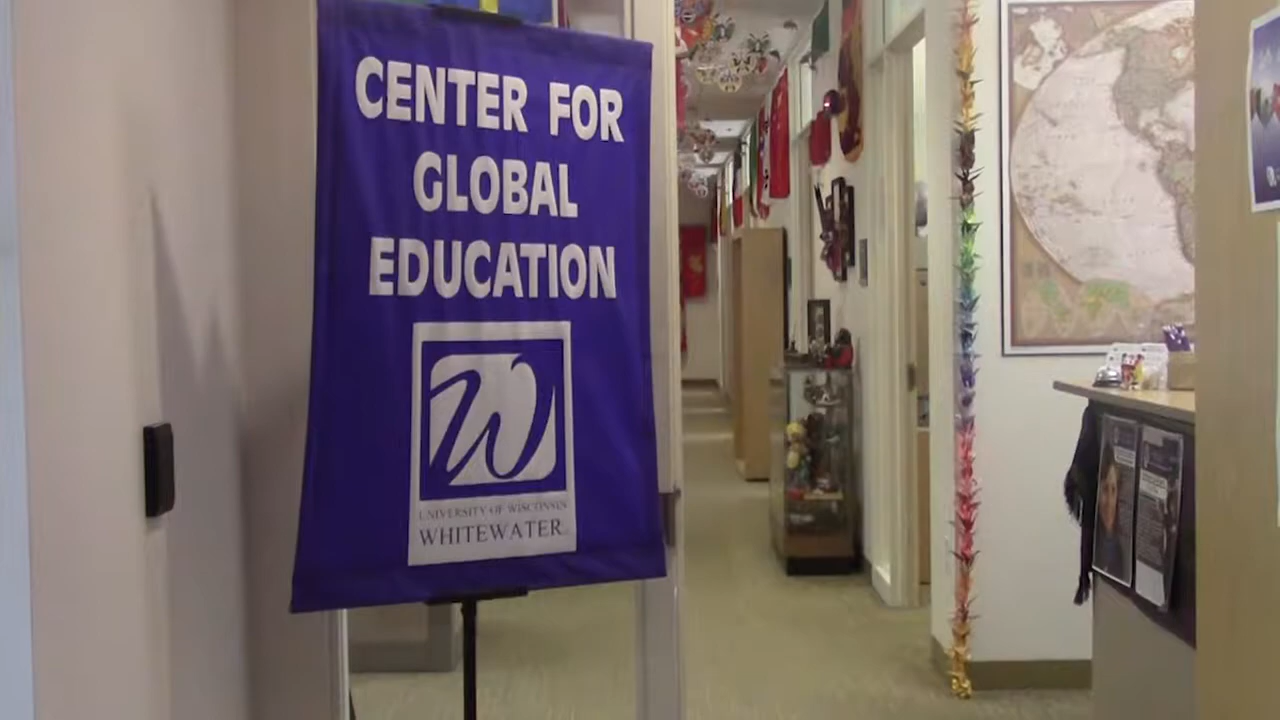 CENTER FOR
GLOBAL
EDUCATION
W
UNIVERSITY OF WISCONSIN
WHITEWATER